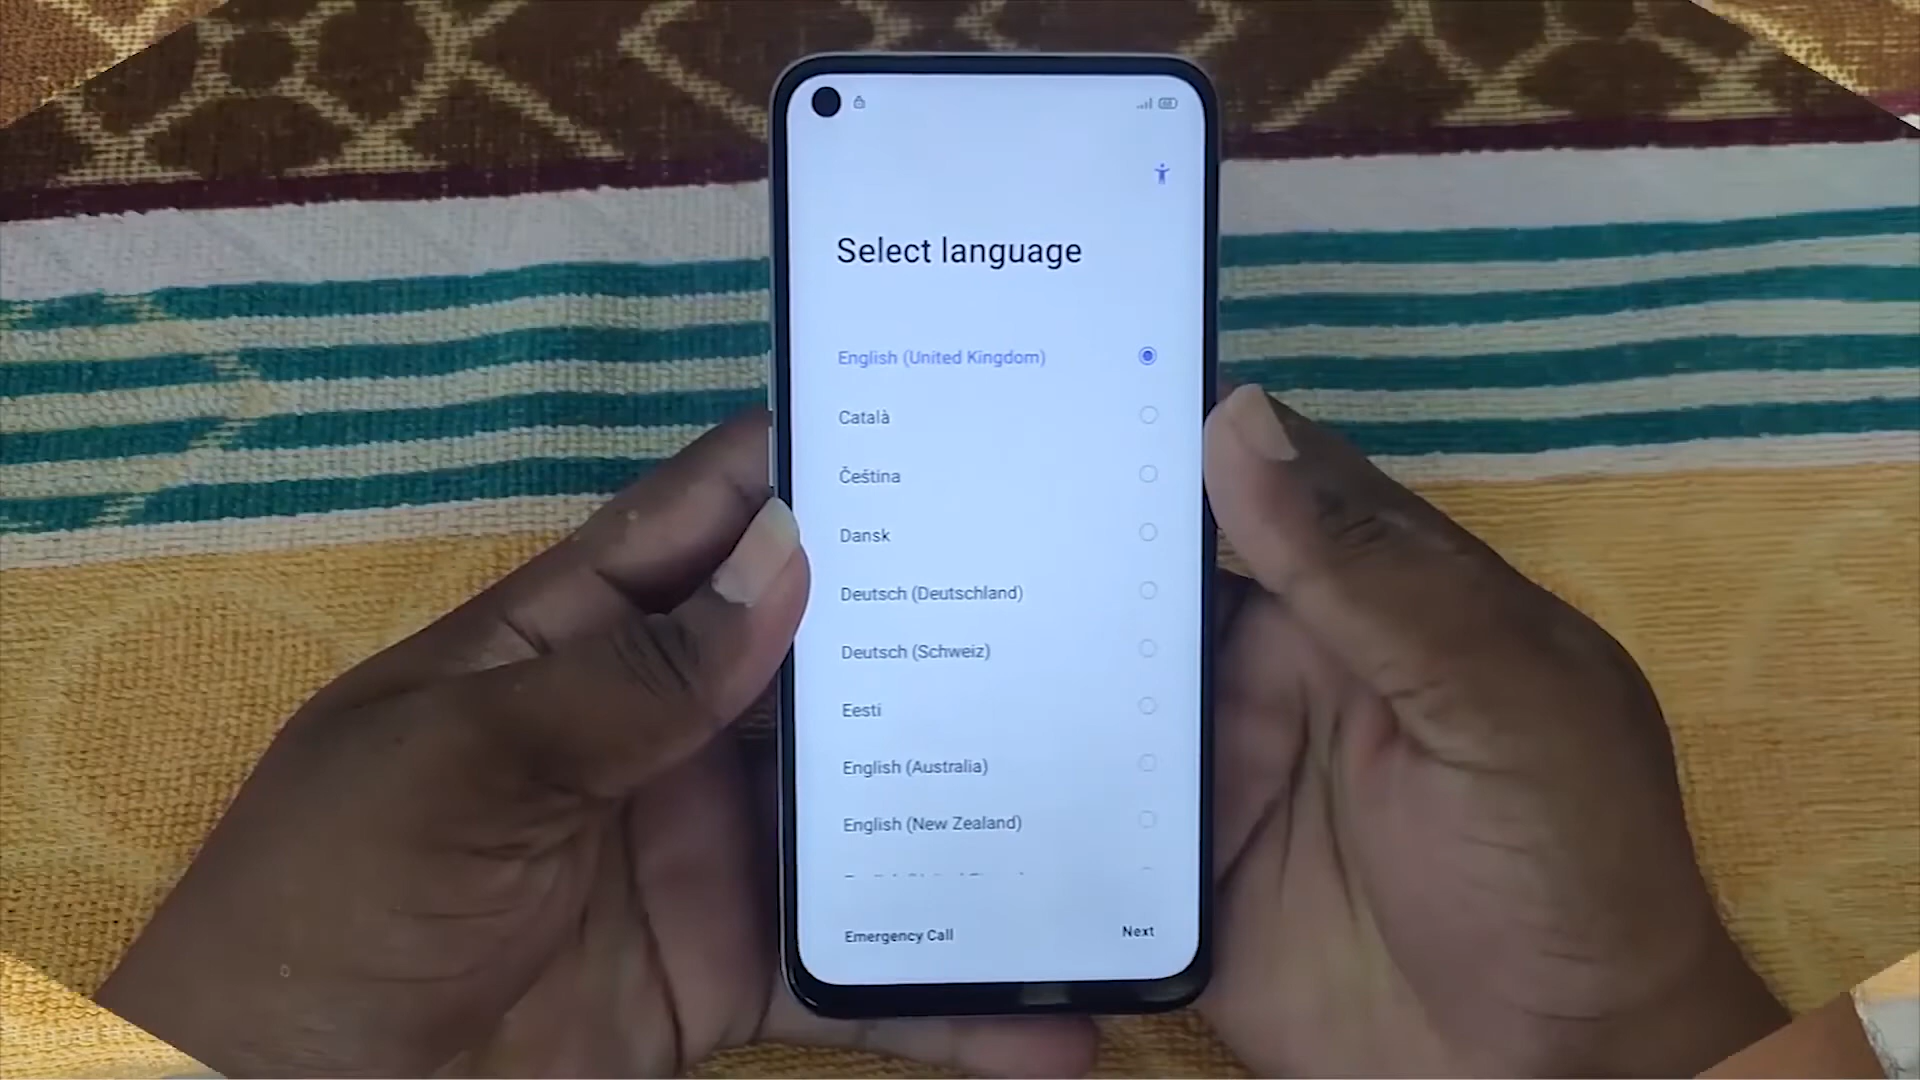 Select language
English (United Kingdom)
Català
Čeština
Dansk
Deutsch (Deutschland)
Deutsch (Schweiz)
Eesti
English (Australia)
English (New Zealand)
Emergency Call
Next